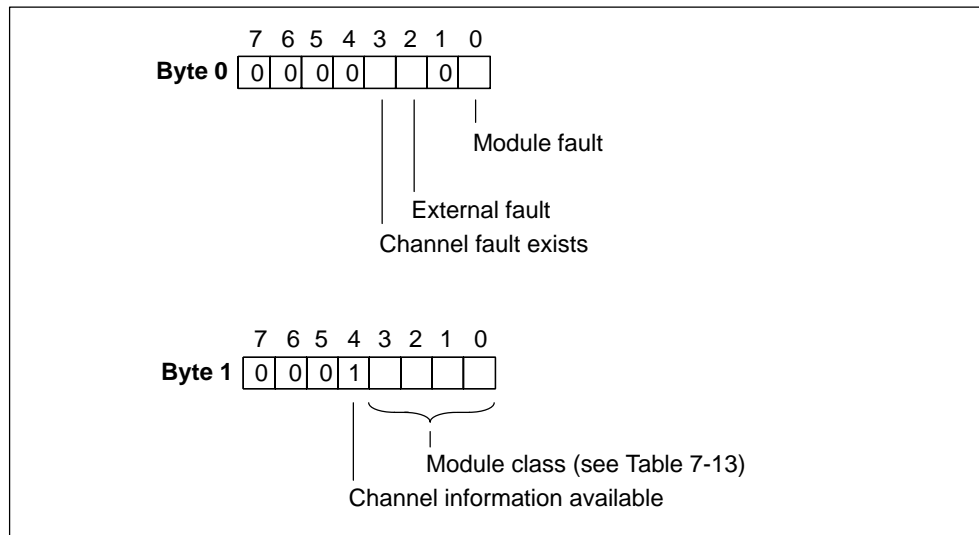 7 6 5 4 3 2 1 0
Byte 0 0 0 0 0 0
Module fault
External fault
Channel fault exists
7 6 5 4 3 2 1 0
Byte 1 0 0 0 1
Module class (see Table 7-13)
Channel information available